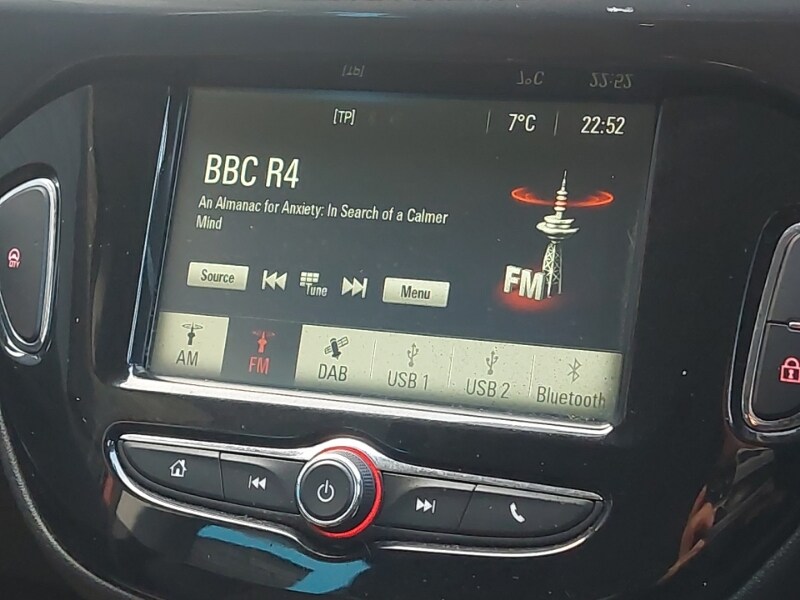 [TP] 7°C 22:52
BBC R4
An Almanac for Anxiety: In Search of a Calmer
Mind
Source Tune Menu
FM
AM FM DAB USB 1 USB 2 Bluetooth
CITY